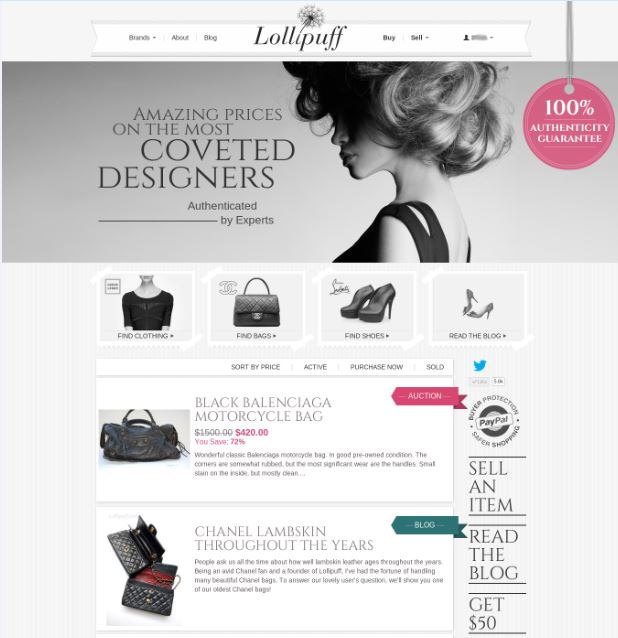 Brands
About
Blog
Lollipuff
Buy
Sell
100%
AUTHENTICITY
GUARANTEE
AMAZING PRICES
ON THE MOST
COVETED
DESIGNERS
Authenticated
by Experts
FIND CLOTHING
FIND BAGS
FIND SHOES
READ THE BLOG
SORT BY PRICE
ACTIVE
PURCHASE NOW
SOLD
Like 5.8k
AUCTION
BLACK BALENCIAGA
MOTORCYCLE BAG
$1500.00 $420.00
You Save: 72%
Wonderful classic Balenciaga motorcycle bag. In good pre-owned condition. The
corners are somewhat rubbed, but the most significant wear are the handles. Small
stain on the inside, but mostly clean....
BUYER PROTECTION
PayPal
SAFER SHOPPING
SELL
AN
ITEM
BLOG
CHANEL LAMBSKIN
THROUGHOUT THE YEARS
People ask us all the time about how well lambskin leather ages throughout the years.
Being an avid Chanel fan and a founder of Lollipuff, I've had the fortune of handling
many beautiful Chanel bags. To answer our lovely user's question, we'll show you one
of our oldest Chanel bags!
READ
THE
BLOG
GET
$50